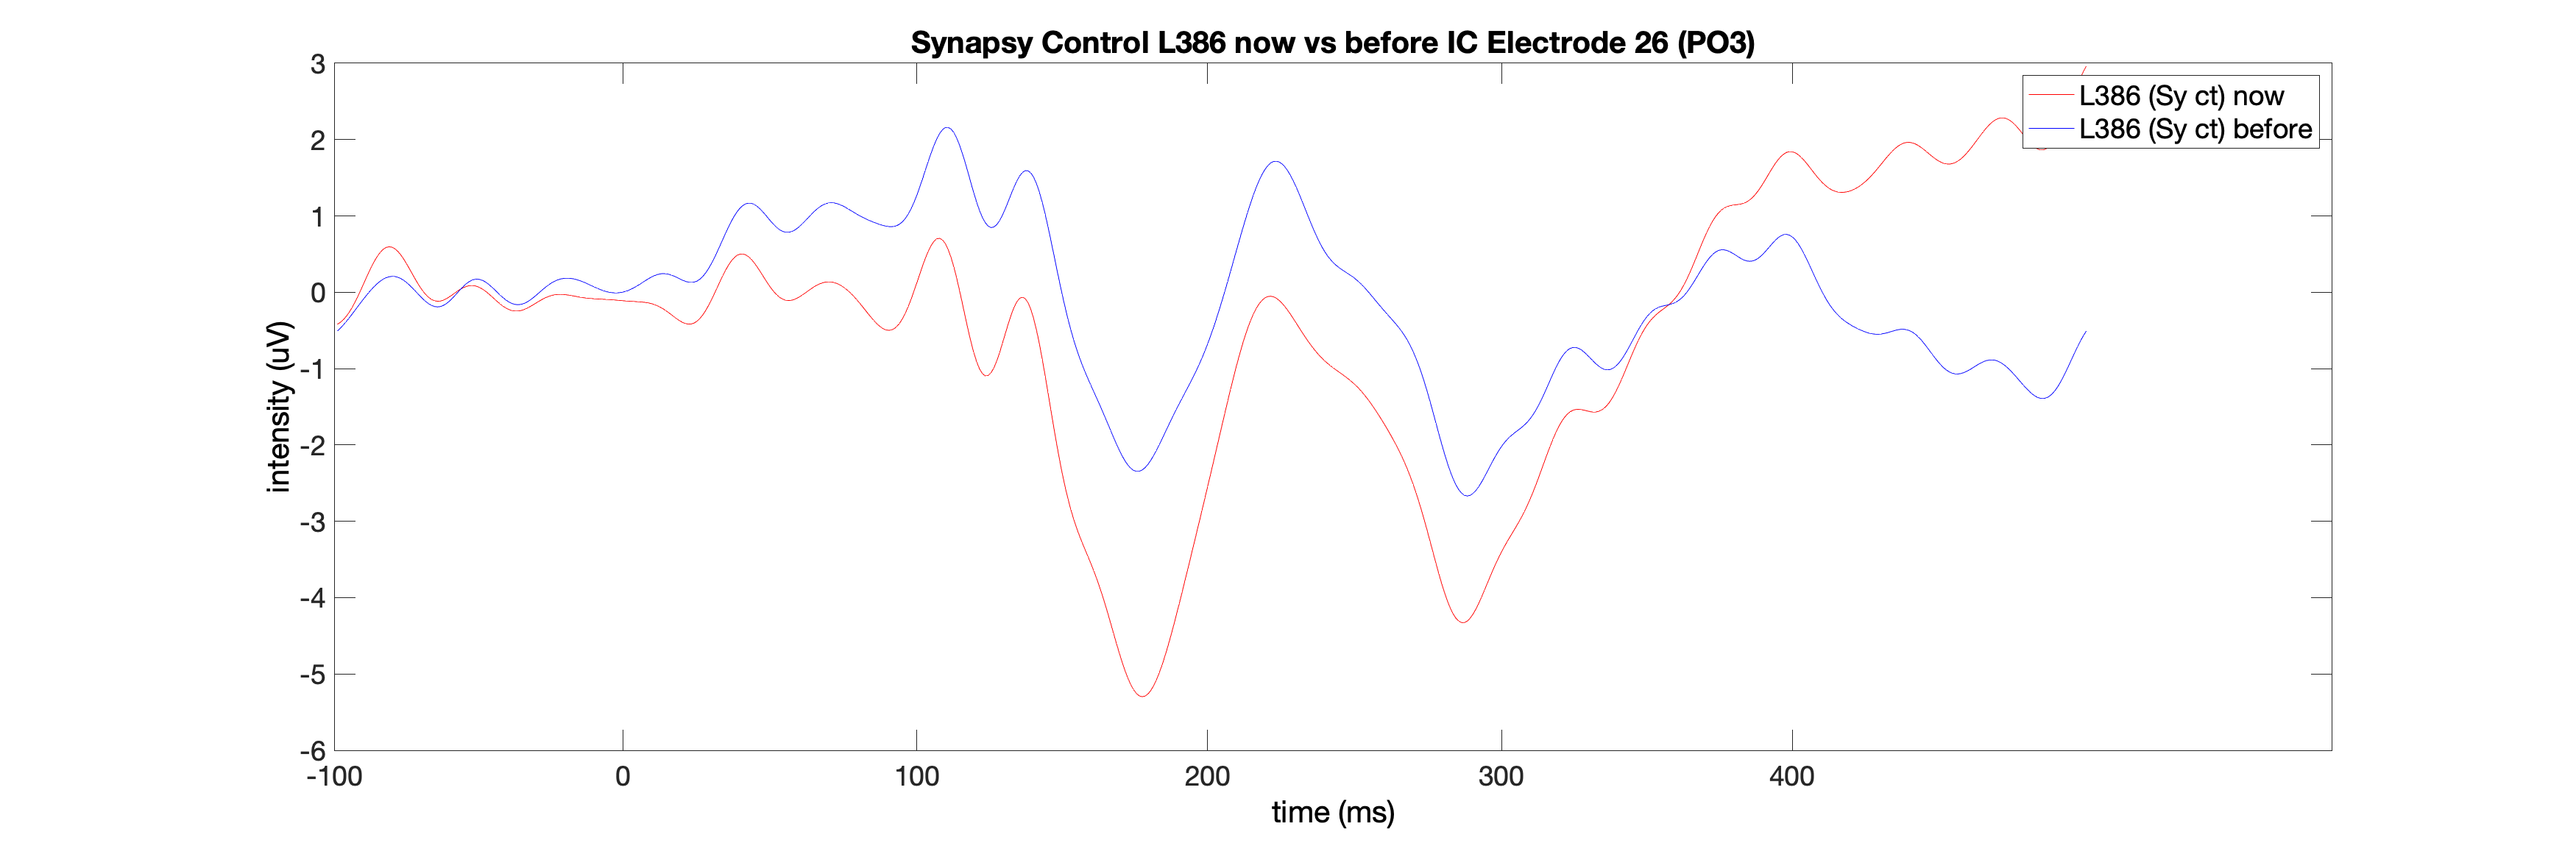 Synapsy Control L386 now vs before IC Electrode 26 (PO3)
3
2
1
0
-1
-2
-3
-4
-5
-6
intensity (uV)
L386 (Sy ct) now
L386 (Sy ct) before
-100 0 100 200 300 400
time (ms)